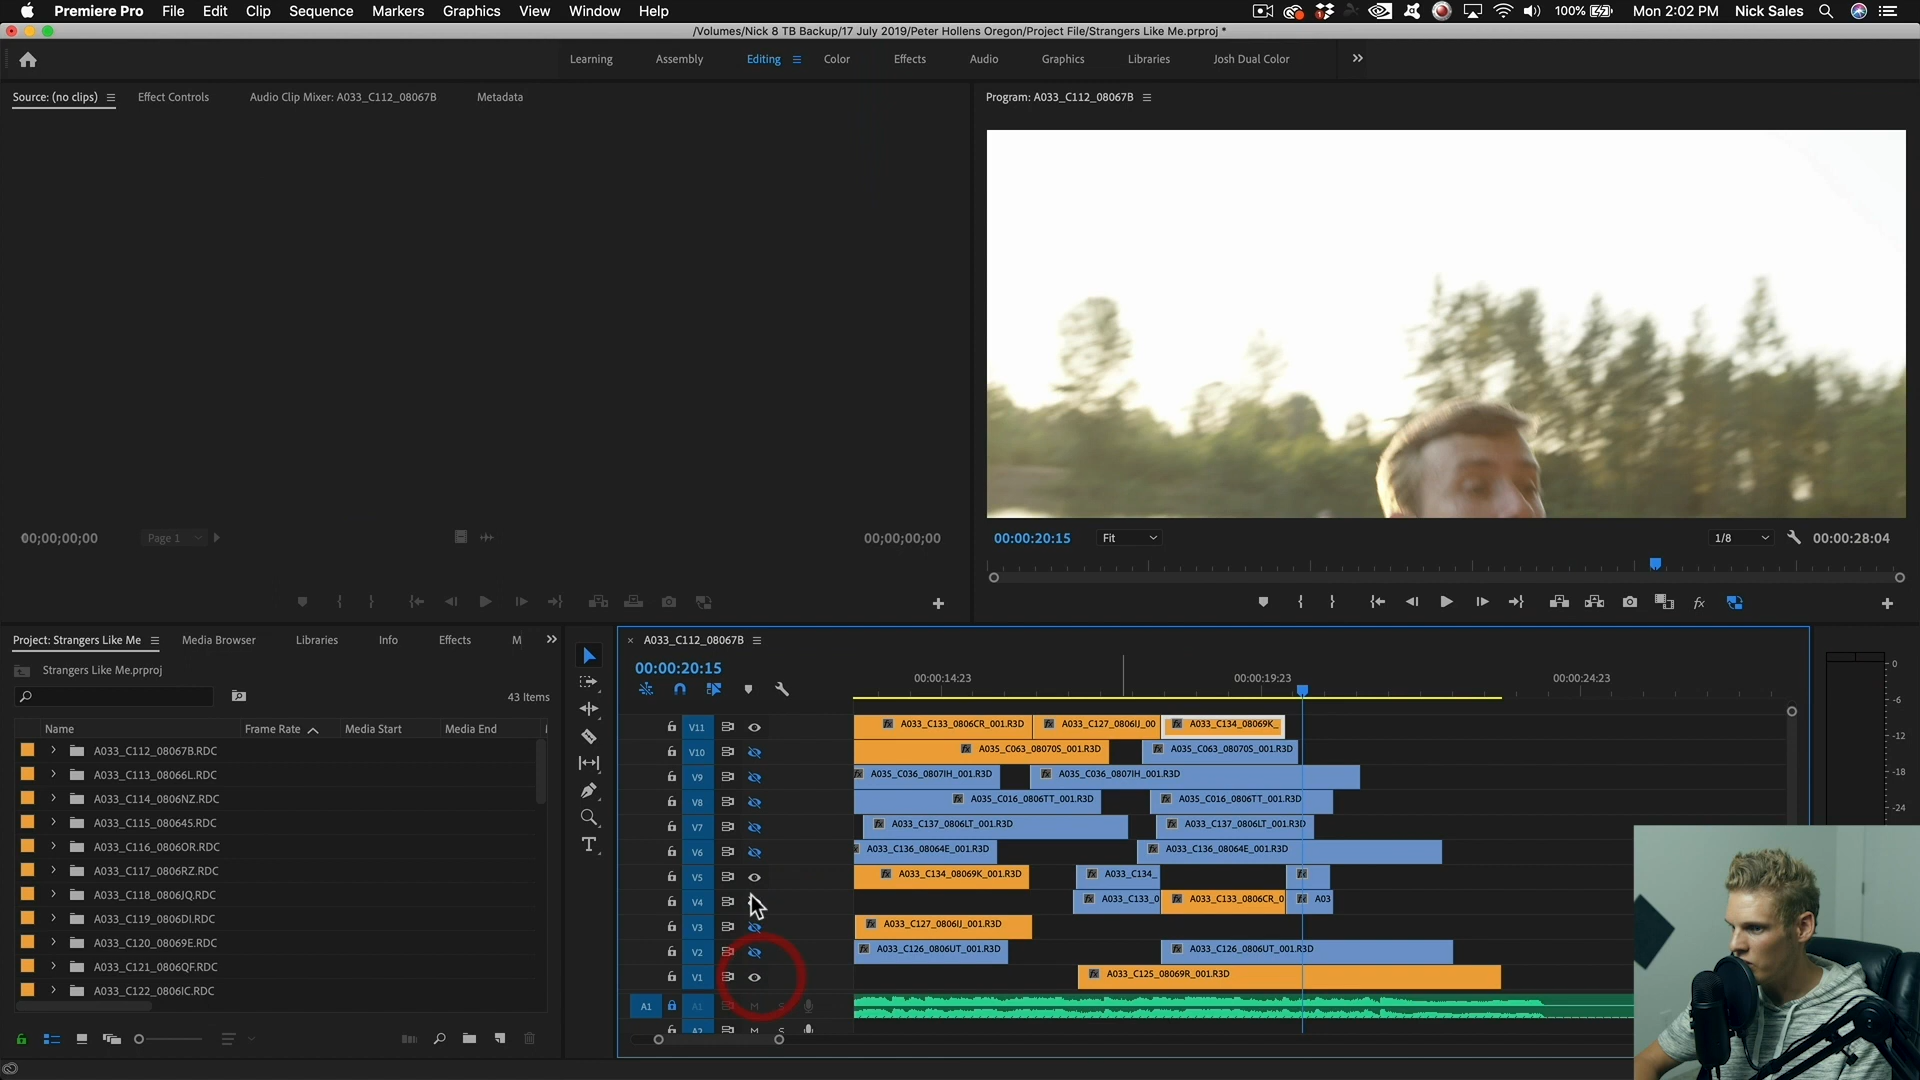 Premiere Pro File Edit Clip Sequence Markers Graphics View Window Help 100% Mon 2:02 PM Nick Sales
/Volumes/Nick 8 TB Backup/17 July 2019/Peter Hollens Oregon/Project File/Strangers Like Me.prproj *
Learning Assembly Editing Color Effects Audio Graphics Libraries Josh Dual Color
Source: (no clips) Effect Controls Audio Clip Mixer: A033_C112_08067B Metadata
Program: A033_C112_08067B
00;00;00;00 Page 1 00;00;00;00
00:00:20:15 Fit 1/8 00:00:28:04
Project: Strangers Like Me Media Browser Libraries Info Effects M
Strangers Like Me.prproj
43 Items
Name Frame Rate Media Start Media End
A033_C112_08067B.RDC
A033_C113_08066L.RDC
A033_C114_0806NZ.RDC
A033_C115_080645.RDC
A033_C116_0806OR.RDC
A033_C117_0806RZ.RDC
A033_C118_0806JQ.RDC
A033_C119_0806DI.RDC
A033_C120_08069E.RDC
A033_C121_0806QF.RDC
A033_C122_0806IC.RDC
A033_C112_08067B
00:00:20:15
00:00:14:23 00:00:19:23 00:00:24:23
V11 A033_C133_0806CR_001.R3D A033_C127_0806IJ_00 A033_C134_08069K_
V10 A035_C063_08070S_001.R3D A035_C063_08070S_001.R3D
V9 A035_C036_0807IH_001.R3D A035_C036_0807IH_001.R3D
V8 A035_C016_0806TT_001.R3D A035_C016_0806TT_001.R3D
V7 A033_C137_0806LT_001.R3D A033_C137_0806LT_001.R3D
V6 A033_C136_08064E_001.R3D A033_C136_08064E_001.R3D
V5 A033_C134_08069K_001.R3D A033_C134_
V4 A033_C133_0 A033_C133_0806CR_0 A03
V3 A033_C127_0806IJ_001.R3D
V2 A033_C126_0806UT_001.R3D A033_C126_0806UT_001.R3D
V1 A033_C125_08069R_001.R3D
A1 A1 M S
A2 M S
0
-6
-12
-18
-24